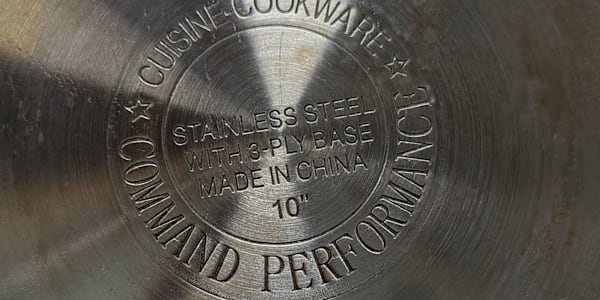 CUISINE-COOKWARE
STAINLESS STEEL
WITH 3-PLY BASE
MADE IN CHINA
10"
COMMAND PERFORMANCE